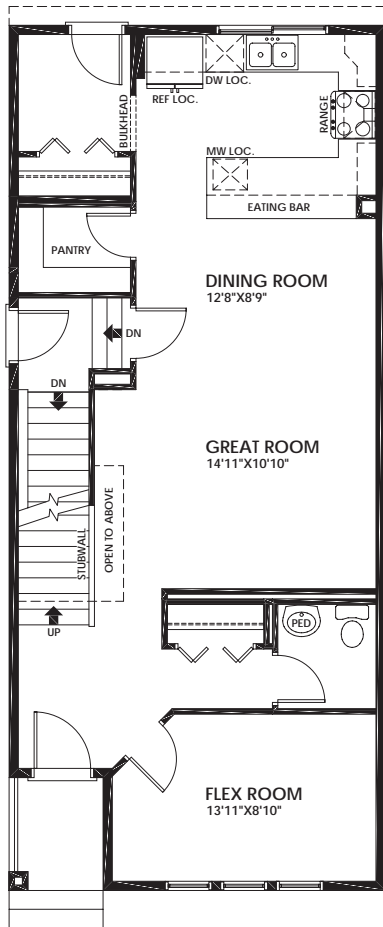 DW LOC.
REF LOC.
BULKHEAD
RANGE
MW LOC.
EATING BAR
PANTRY
DINING ROOM
12'8"X8'9"
DN
DN
GREAT ROOM
14'11"X10'10"
OPEN TO ABOVE
STUBWALL
UP
PED
FLEX ROOM
13'11"X8'10"